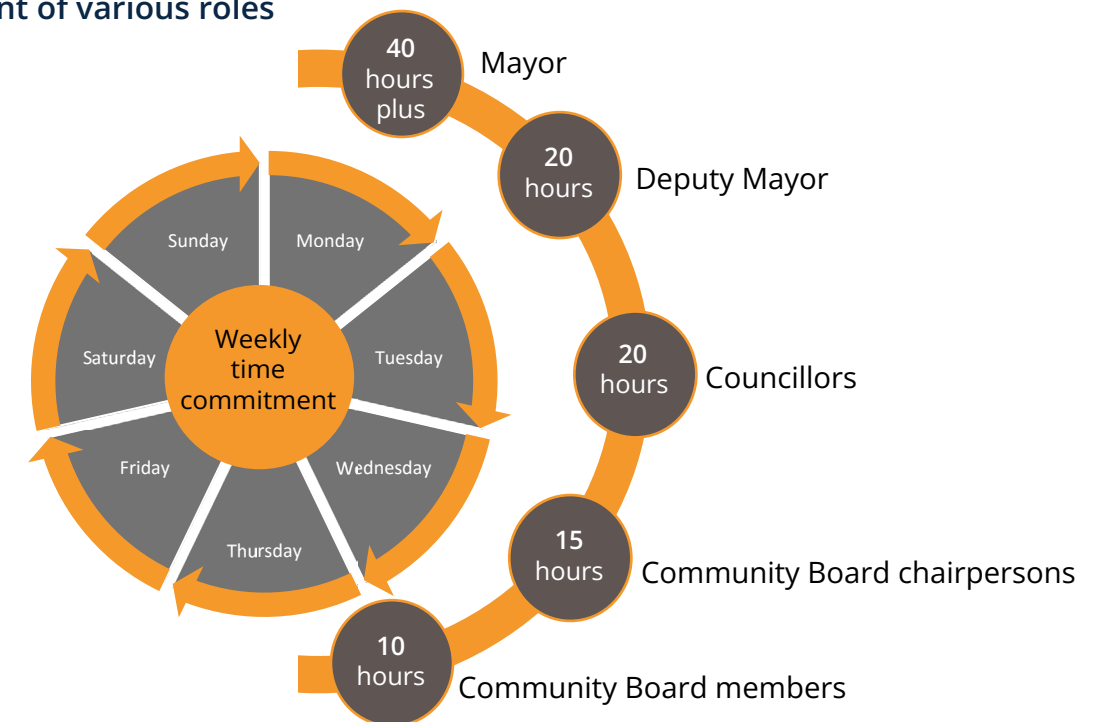 nt of various roles
40
hours
plus
Mayor
20
hours
Deputy Mayor
20
hours
Councillors
15
hours
Community Board chairpersons
10
hours
Community Board members
Weekly
time
commitment
Monday
Tuesday
Wednesday
Thursday
Friday
Saturday
Sunday